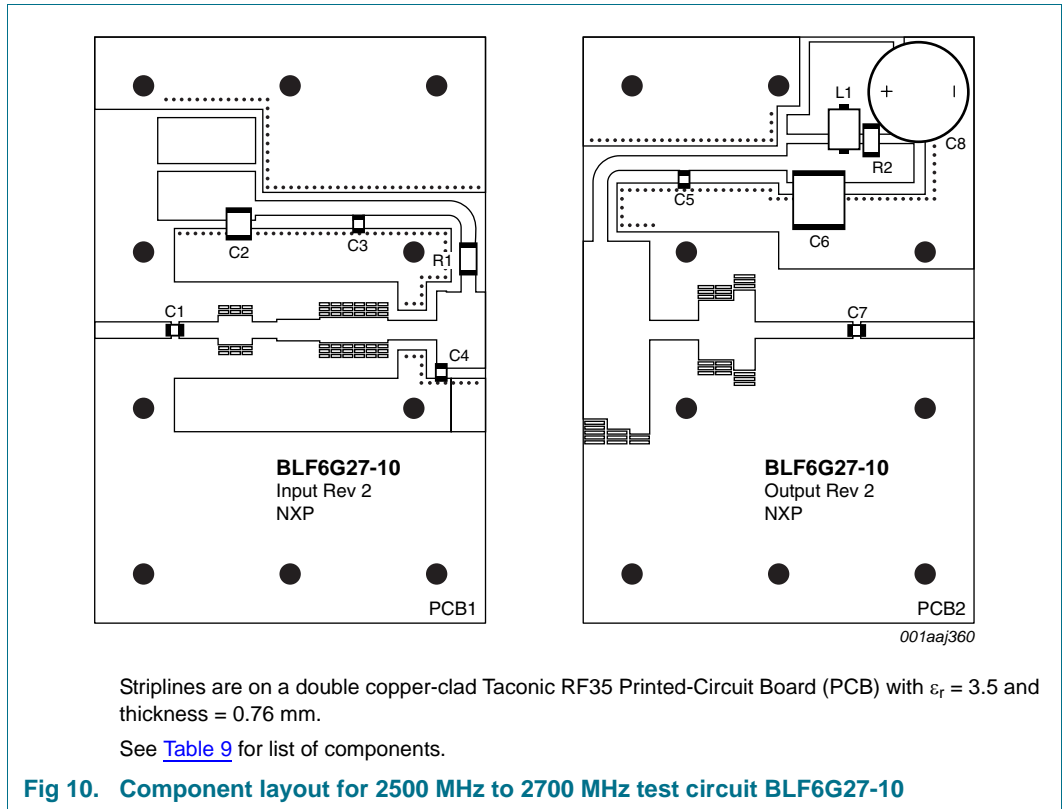 L1
+
–
C8
R2
C5
C6
C2
C3
R1
C1
C7
C4
BLF6G27-10
Input Rev 2
NXP
PCB1
BLF6G27-10
Output Rev 2
NXP
PCB2
001aaj360
Striplines are on a double copper-clad Taconic RF35 Printed-Circuit Board (PCB) with εr = 3.5 and
thickness = 0.76 mm.
See Table 9 for list of components.
Fig 10. Component layout for 2500 MHz to 2700 MHz test circuit BLF6G27-10